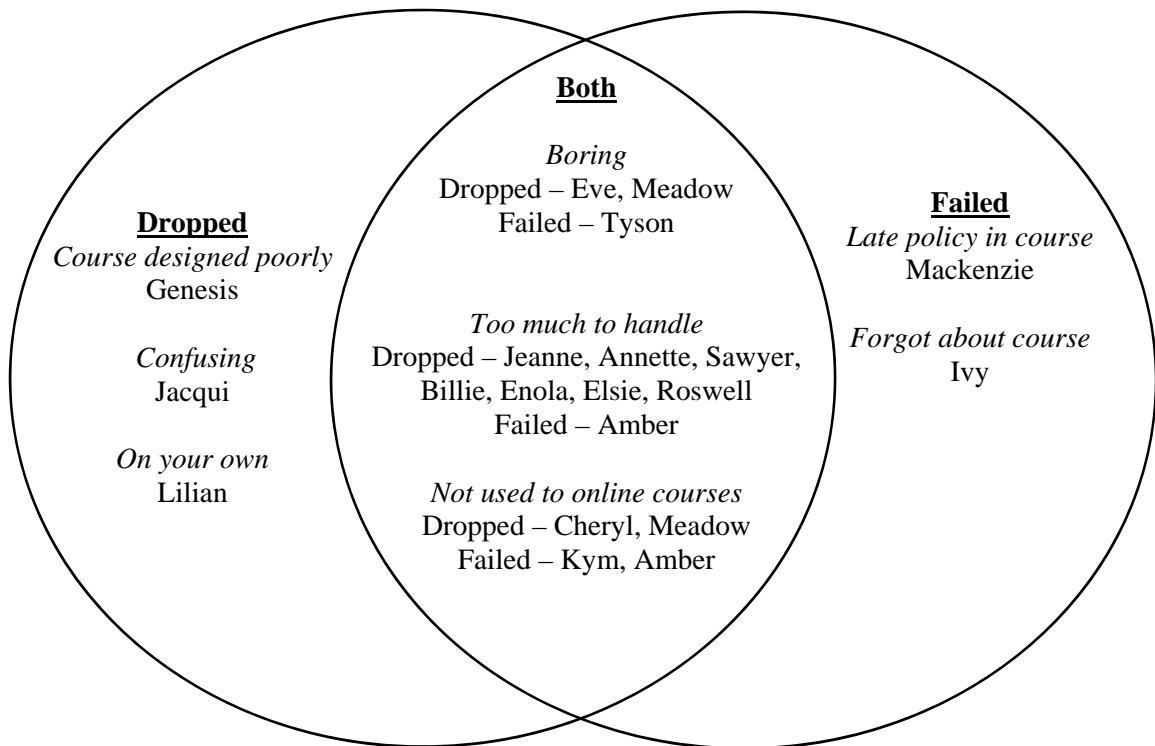 Both
Boring
Dropped – Eve, Meadow
Failed – Tyson
Too much to handle
Dropped – Jeanne, Annette, Sawyer,
Billie, Enola, Elsie, Roswell
Failed – Amber
Not used to online courses
Dropped – Cheryl, Meadow
Failed – Kym, Amber
Dropped
Course designed poorly
Genesis
Confusing
Jacqui
On your own
Lilian
Failed
Late policy in course
Mackenzie
Forgot about course
Ivy